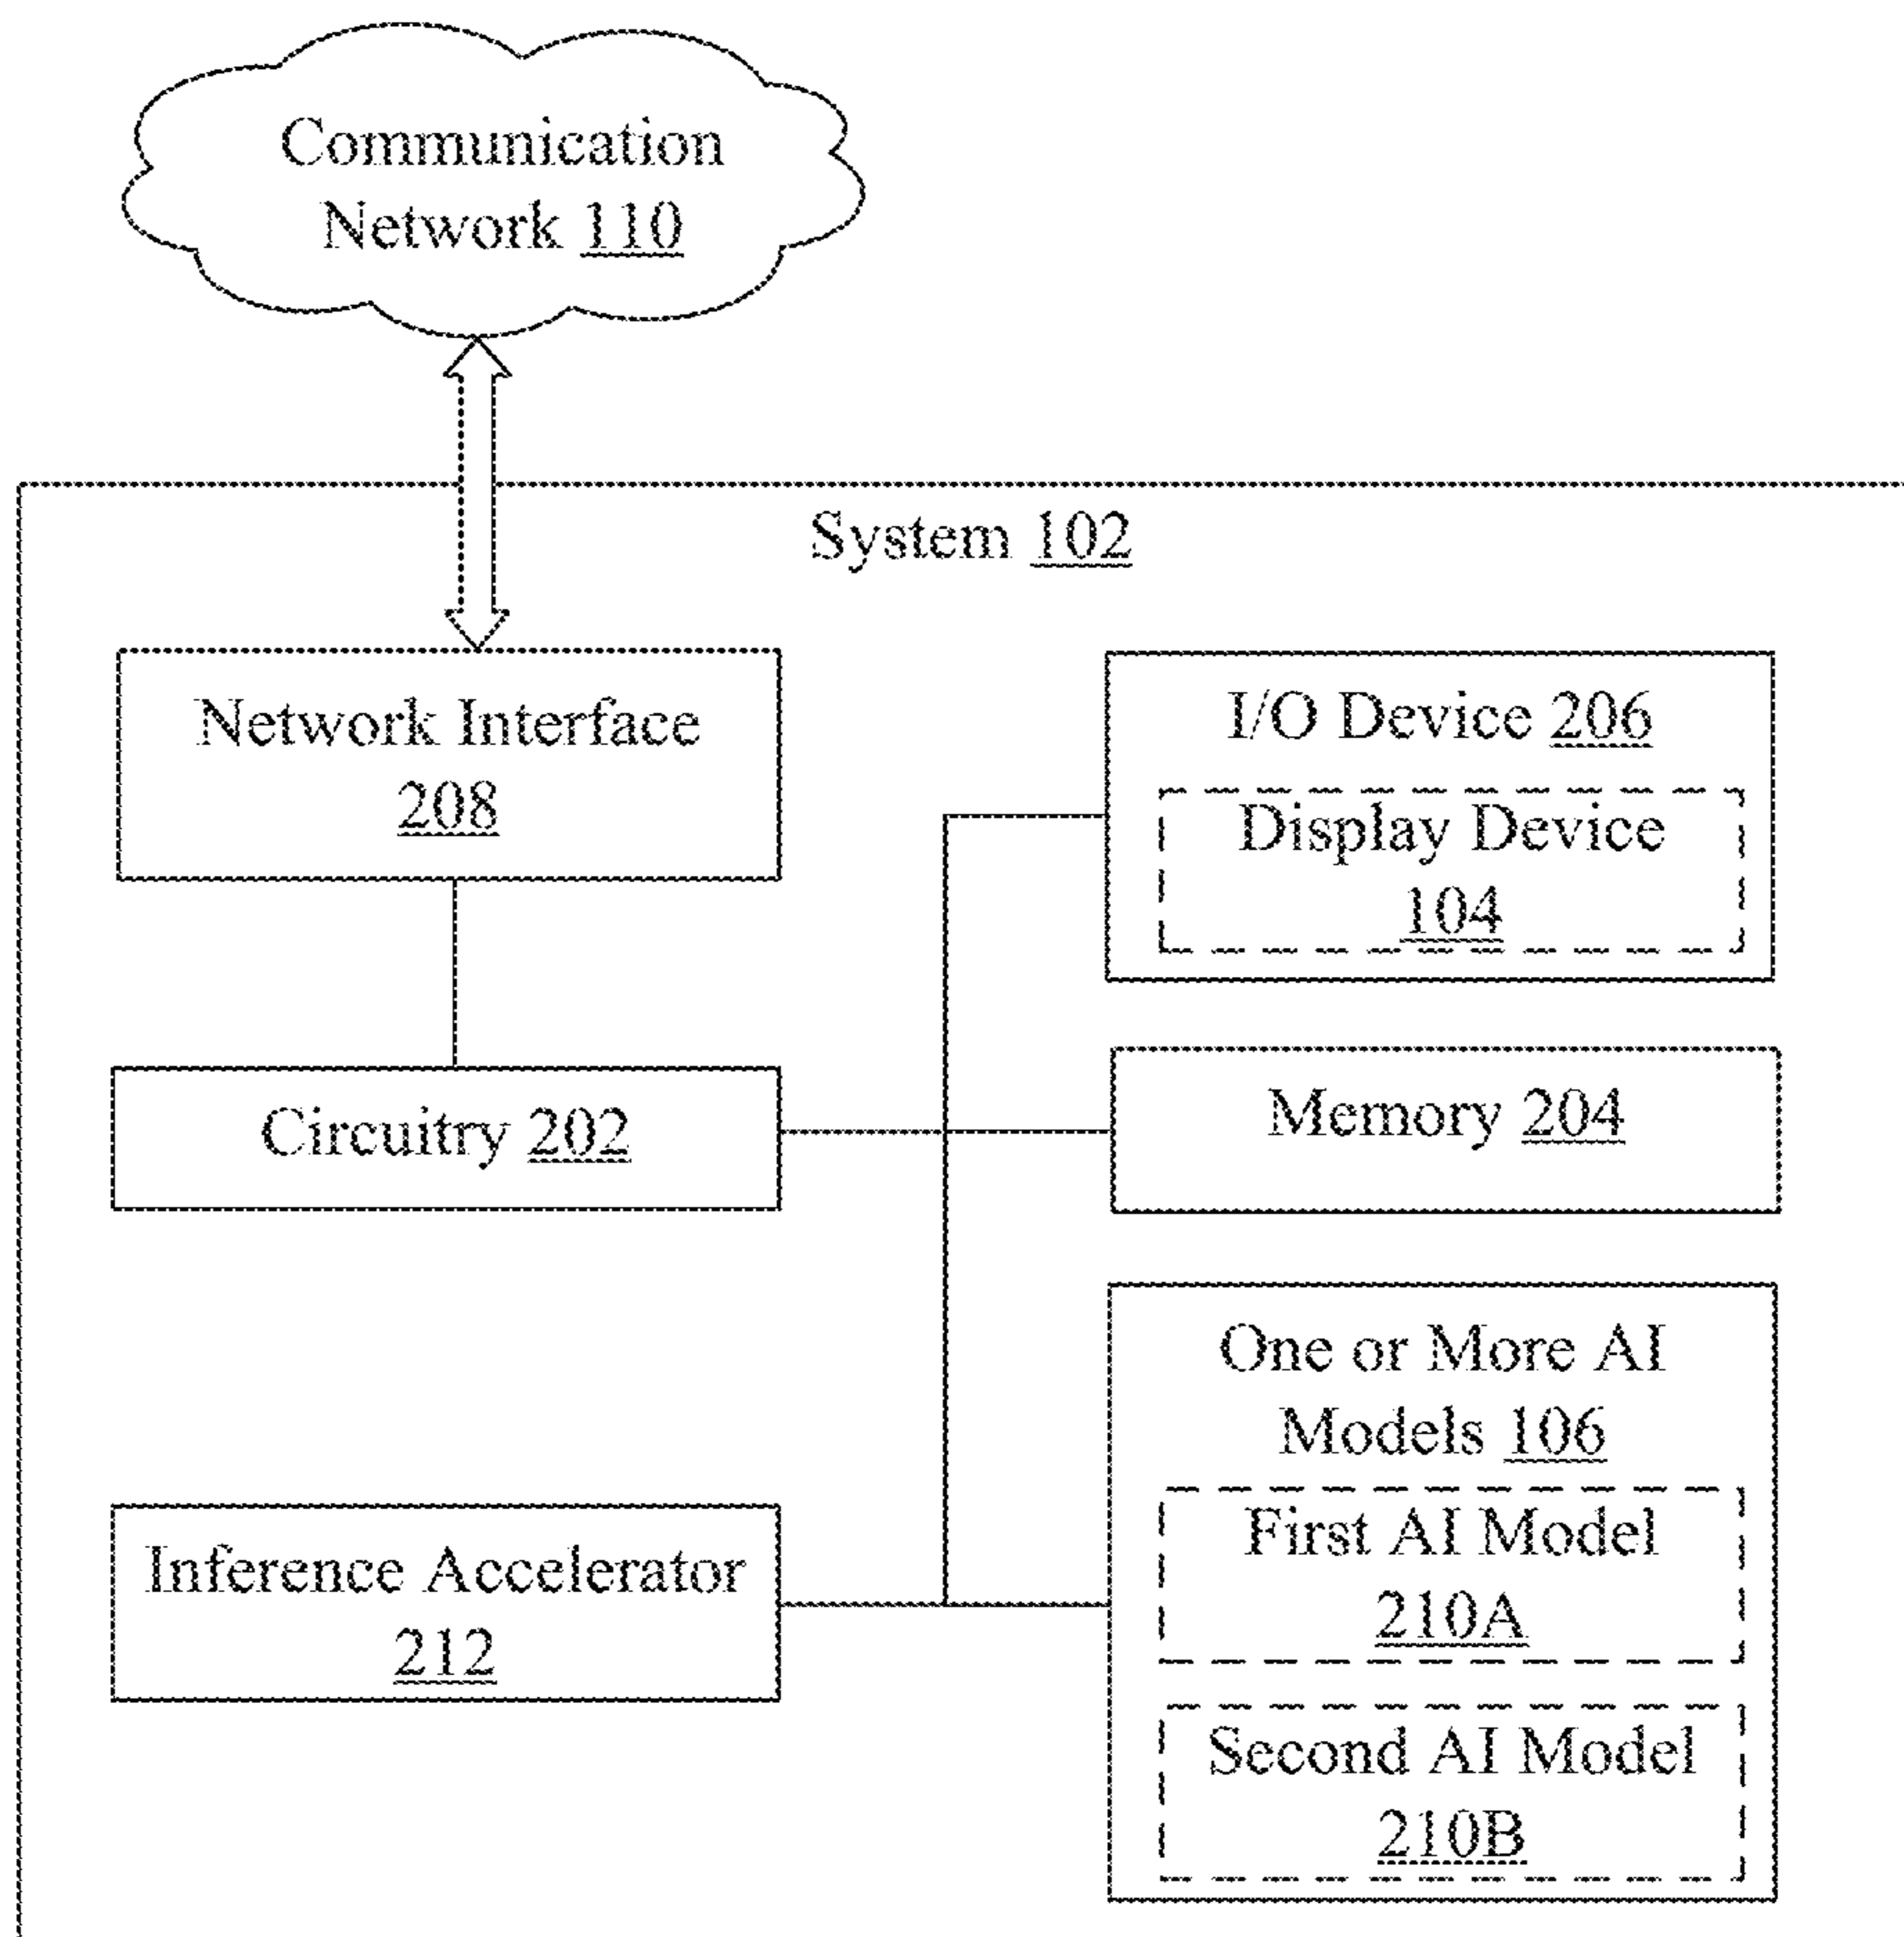 Communication
Network 110
System 102
Network Interface
208
I/O Device 206
Display Device
104
Circuitry 202
Memory 204
One or More AI
Models 106
First AI Model
210A
Inference Accelerator
212
Second AI Model
210B